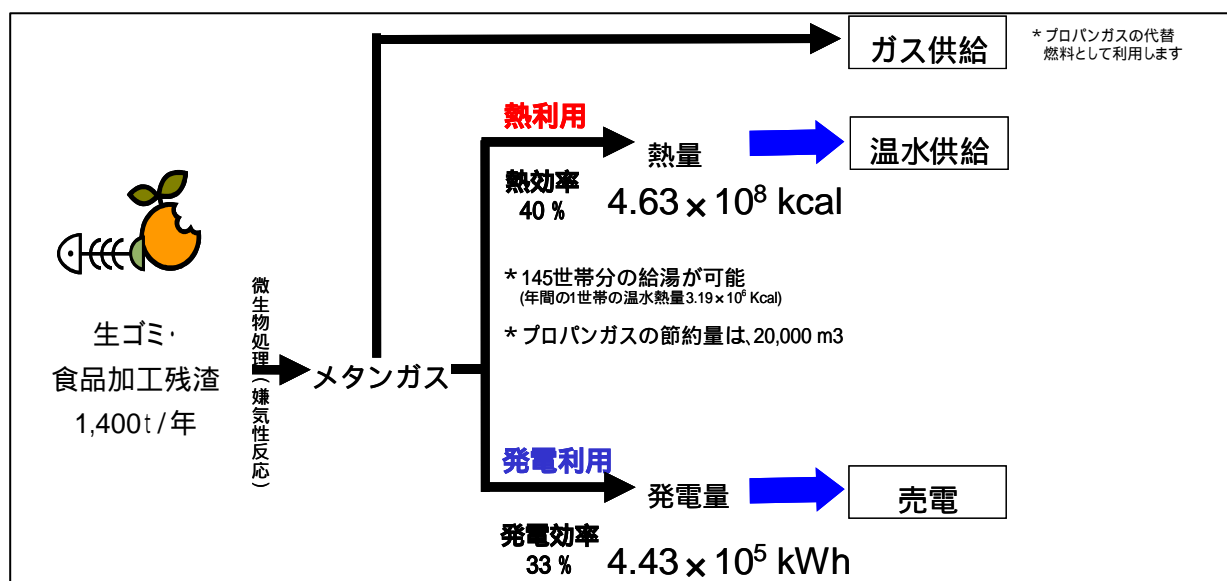 ガス供給
*プロパンガスの代替
燃料として利用します
熱利用
熱量
温水供給
熱効率
40 %
4.63×10⁸ kcal
*145世帯分の給湯が可能
(年間の1世帯の温水熱量3.19×10⁶ Kcal)
*プロパンガスの節約量は、20,000 m3
生ゴミ・
食品加工残渣
1,400t/年
微生物処理(嫌気性反応)
メタンガス
発電利用
発電量
売電
発電効率
33 %
4.43×10⁵ kWh